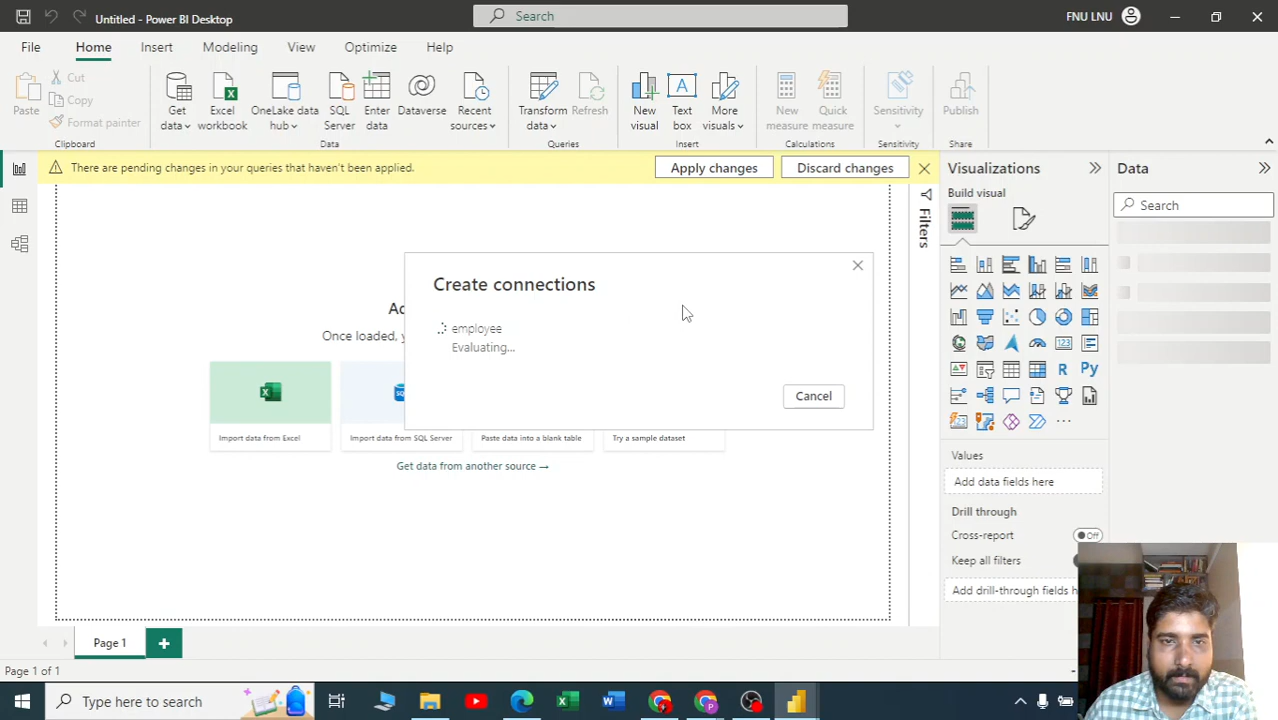 Untitled - Power BI Desktop
Search
FNU LNU
File
Home
Insert
Modeling
View
Optimize
Help
Paste
Cut
Copy
Format painter
Clipboard
Get data
Excel workbook
OneLake data hub
SQL Server
Enter data
Dataverse
Recent sources
Data
Transform data
Refresh
Queries
New visual
A
Text box
More visuals
Insert
New measure
Quick measure
Calculations
Sensitivity
Sensitivity
Publish
Share
There are pending changes in your queries that haven't been applied.
Apply changes
Discard changes
Filters
Visualizations
Build visual
Data
Search
Create connections
employee
Evaluating...
Cancel
Once loaded,
Import data from Excel
Import data from SQL Server
Paste data into a blank table
Try a sample dataset
Get data from another source →
123
R
Py
Values
Add data fields here
Drill through
Cross-report
Off
Keep all filters
Add drill-through fields
Page 1
Page 1 of 1
Type here to search